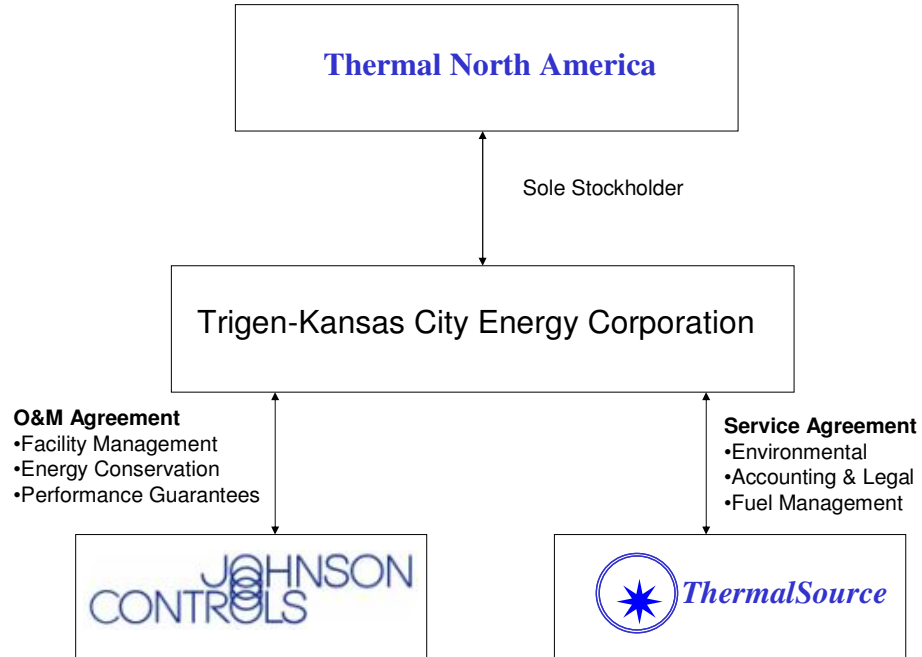 Thermal North America
Sole Stockholder
Trigen-Kansas City Energy Corporation
O&M Agreement
•Facility Management
•Energy Conservation
•Performance Guarantees
Service Agreement
•Environmental
•Accounting & Legal
•Fuel Management
JOHNSON
CONTROLS
ThermalSource